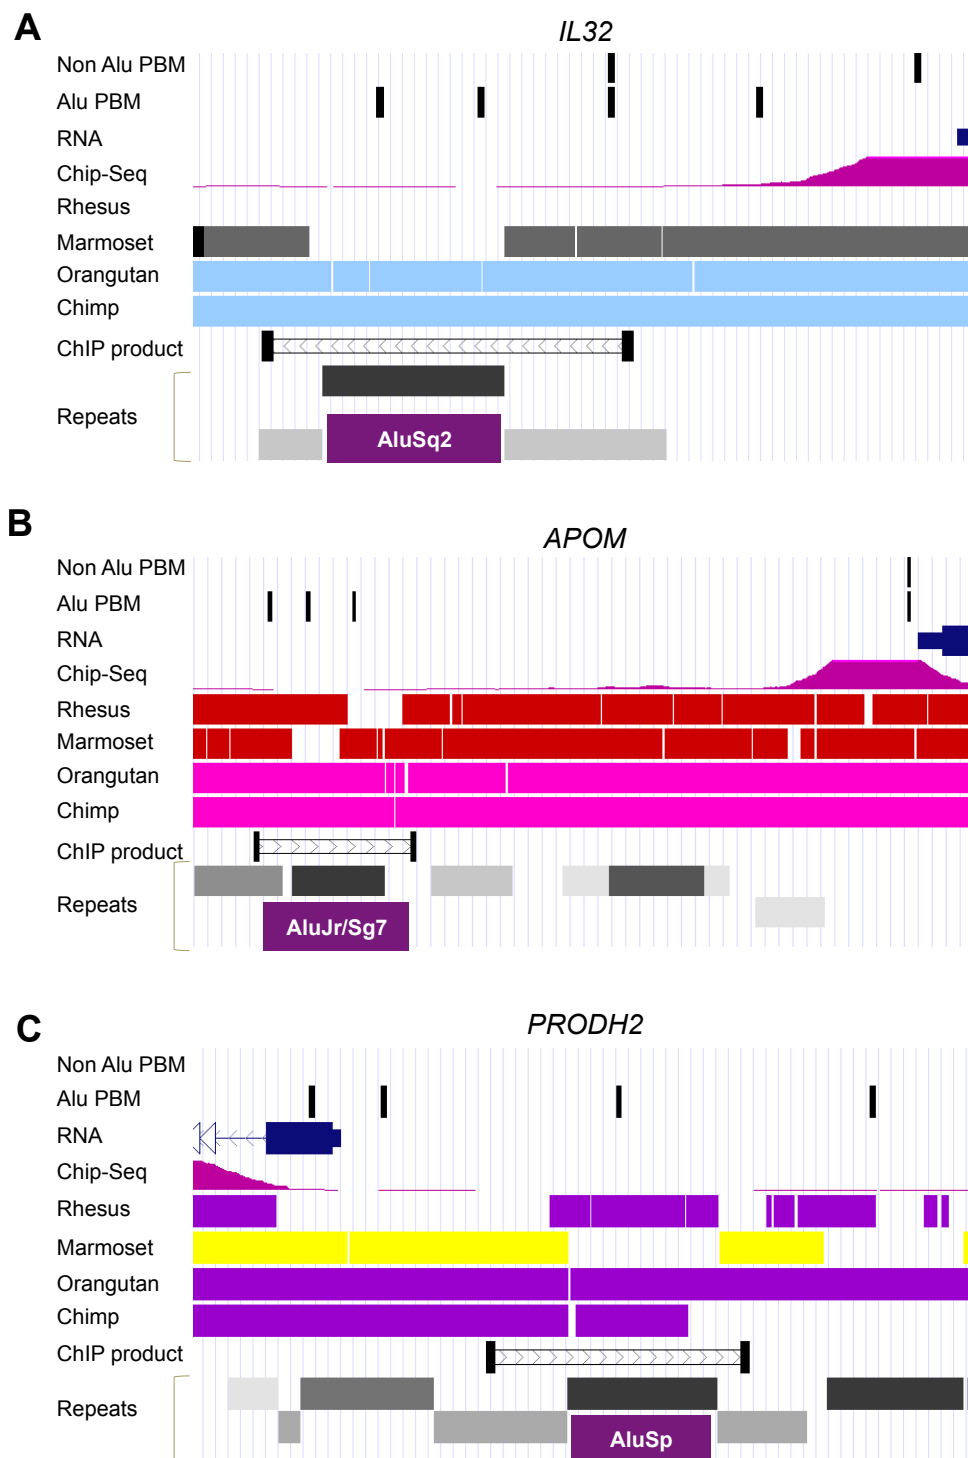 A
IL32
Non Alu PBM
Alu PBM
RNA
Chip-Seq
Rhesus
Marmoset
Orangutan
Chimp
ChIP product
Repeats
AluSq2
B
APOM
Non Alu PBM
Alu PBM
RNA
Chip-Seq
Rhesus
Marmoset
Orangutan
Chimp
ChIP product
Repeats
AluJr/Sg7
C
PRODH2
Non Alu PBM
Alu PBM
RNA
Chip-Seq
Rhesus
Marmoset
Orangutan
Chimp
ChIP product
Repeats
AluSp